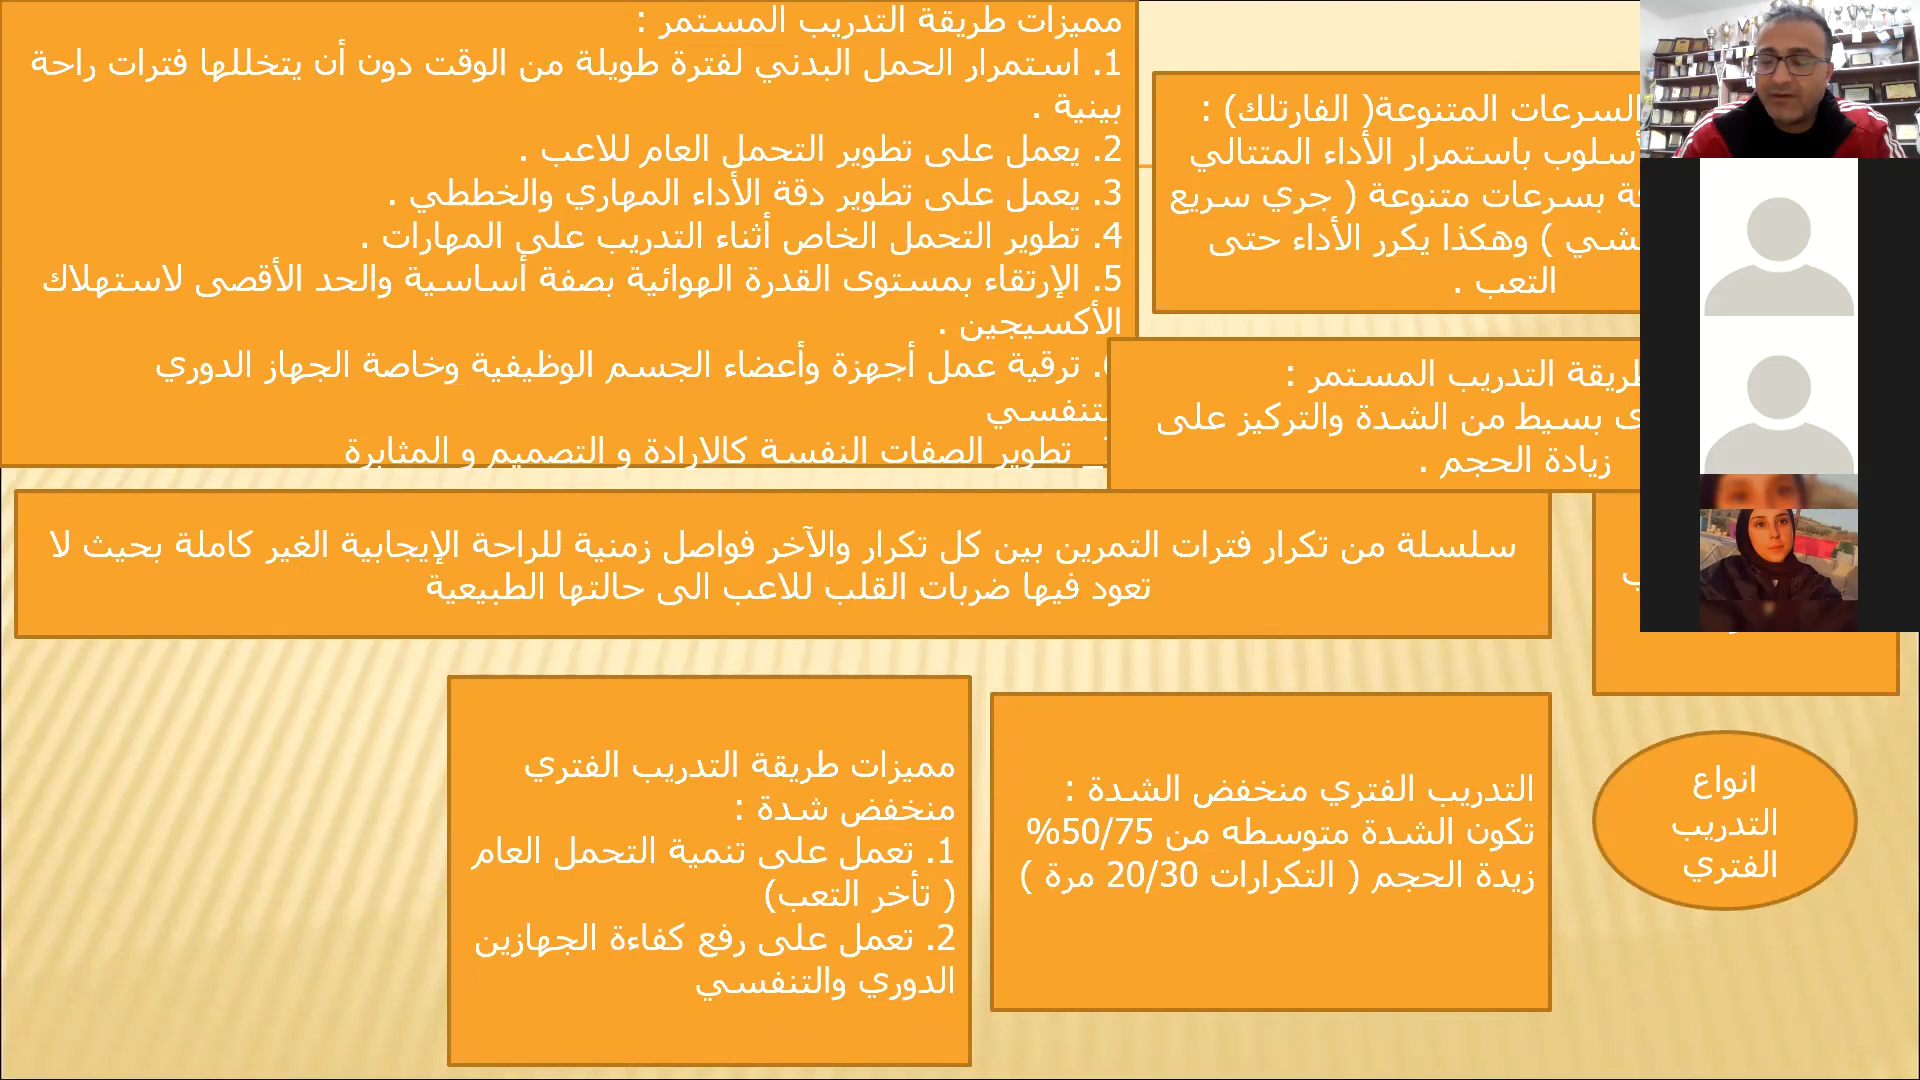 مميزات طريقة التدريب المستمر :
1. استمرار الحمل البدني لفترة طويلة من الوقت دون أن يتخللها فترات راحة
بينية .
2. يعمل على تطوير التحمل العام للاعب .
3. يعمل على تطوير دقة الأداء المهاري والخططي .
4. تطوير التحمل الخاص أثناء التدريب على المهارات .
5. الإرتقاء بمستوى القدرة الهوائية بصفة أساسية والحد الأقصى لاستهلاك
الأكسيجين .
. ترقية عمل أجهزة وأعضاء الجسم الوظيفية وخاصة الجهاز الدوري
_ تطوير الصفات النفسة كالارادة و التصميم و المثابرة
السرعات المتنوعة( الفارتلك) :
أسلوب باستمرار الأداء المتتالي
بسرعات متنوعة ( جري سريع
) وهكذا يكرر الأداء حتى
التعب .
طريقة التدريب المستمر :
بسيط من الشدة والتركيز على
زيادة الحجم .
سلسلة من تكرار فترات التمرين بين كل تكرار والآخر فواصل زمنية للراحة الإيجابية الغير كاملة بحيث لا
تعود فيها ضربات القلب للاعب الى حالتها الطبيعية
انواع
التدريب
الفتري
التدريب الفتري منخفض الشدة :
تكون الشدة متوسطه من 50/75%
زيدة الحجم ( التكرارات 20/30 مرة )
مميزات طريقة التدريب الفتري
منخفض شدة :
1. تعمل على تنمية التحمل العام
( تأخر التعب)
2. تعمل على رفع كفاءة الجهازين
الدوري والتنفسي